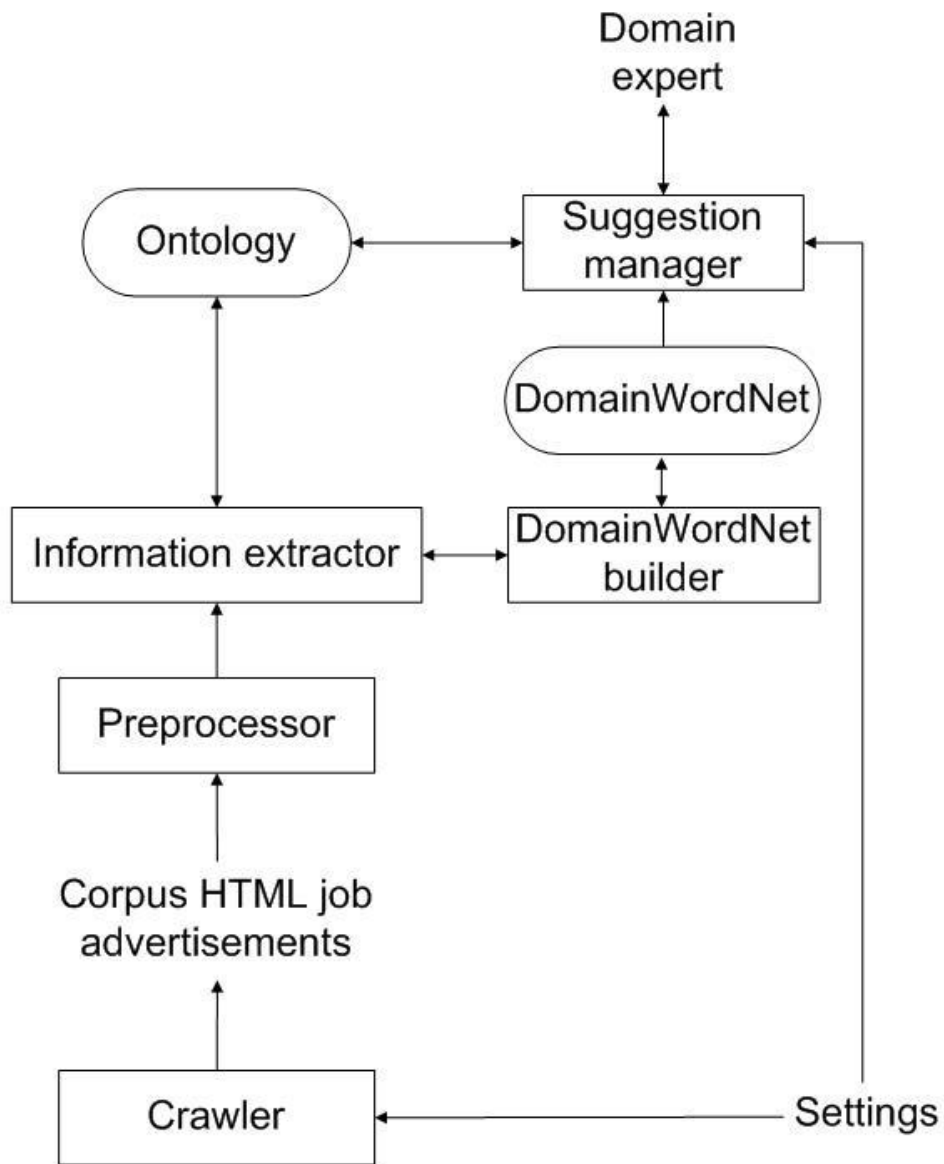 Domain
expert
Ontology
Suggestion
manager
DomainWordNet
Information extractor
DomainWordNet
builder
Preprocessor
Corpus HTML job
advertisements
Crawler
Settings